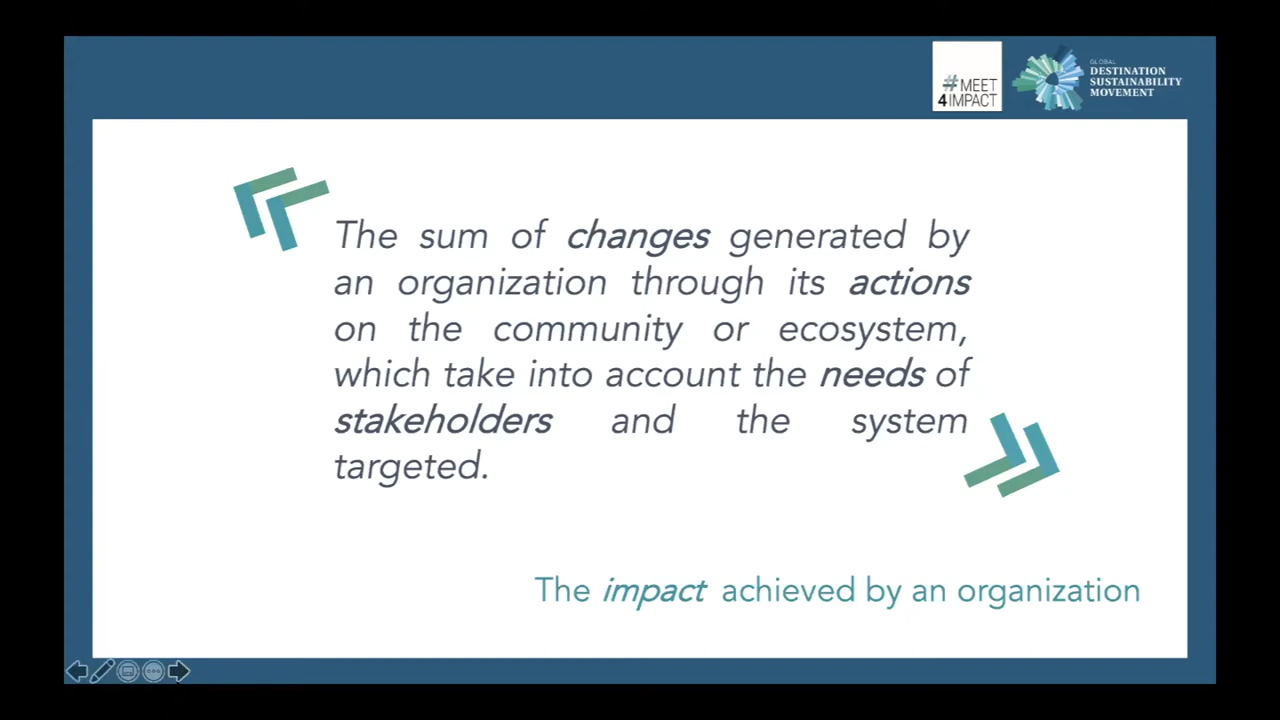 #MEET
4IMPACT
GLOBAL
DESTINATION
SUSTAINABILITY
MOVEMENT
The sum of changes generated by
an organization through its actions
on the community or ecosystem,
which take into account the needs of
stakeholders and the system
targeted.
The impact achieved by an organization